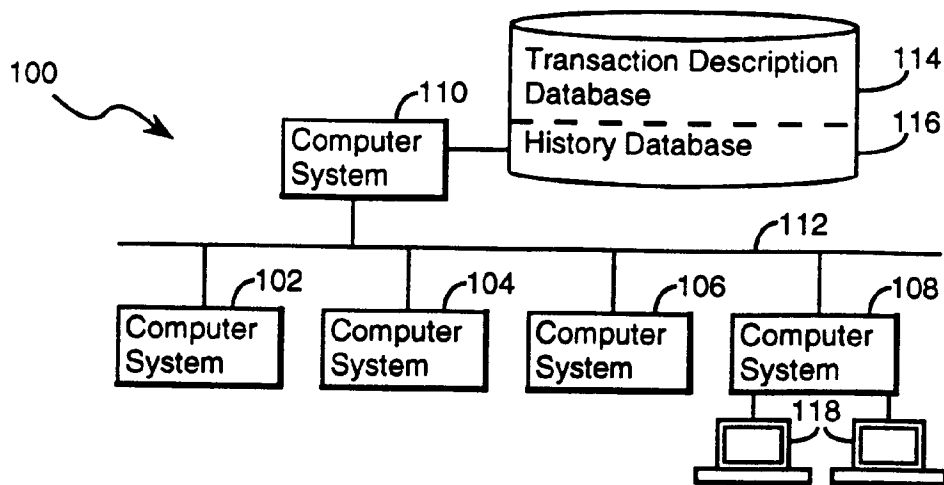 100
110
Computer
System
Transaction Description
Database
114
History Database
116
112
102
Computer
System
104
Computer
System
106
Computer
System
108
Computer
System
118